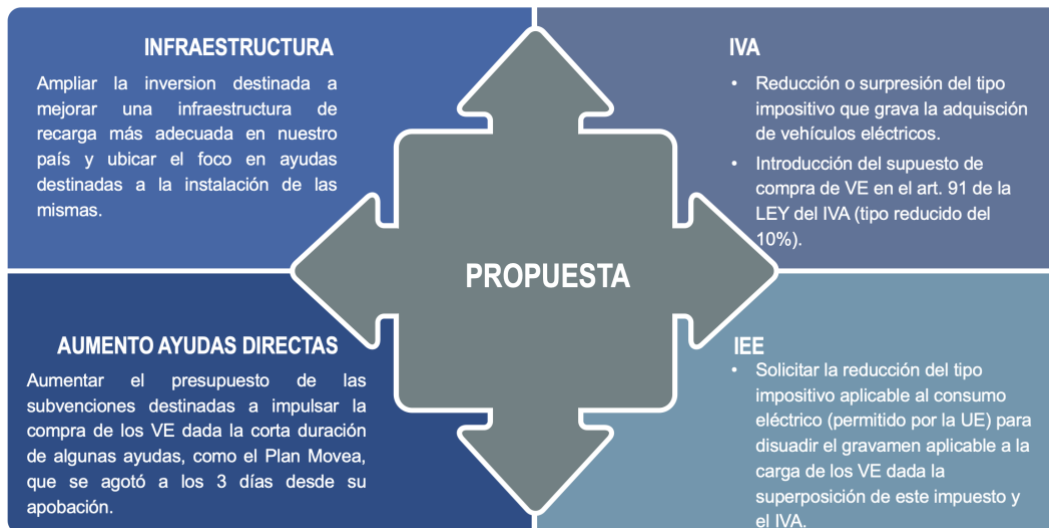 INFRAESTRUCTURA
Ampliar la inversion destinada a
mejorar una infraestructura de
recarga más adecuada en nuestro
país y ubicar el foco en ayudas
destinadas a la instalación de las
mismas.
IVA
• Reducción o surpresión del tipo
impositivo que grava la adquisción
de vehículos eléctricos.
• Introducción del supuesto de
compra de VE en el art. 91 de la
LEY del IVA (tipo reducido del
10%).
PROPUESTA
AUMENTO AYUDAS DIRECTAS
Aumentar el presupuesto de las
subvenciones destinadas a impulsar la
compra de los VE dada la corta duración
de algunas ayudas, como el Plan Movea,
que se agotó a los 3 días desde su
apobación.
IEE
• Solicitar la reducción del tipo
impositivo aplicable al consumo
eléctrico (permitido por la UE) para
disuadir el gravamen aplicable a la
carga de los VE dada la
superposición de este impuesto y
el IVA.